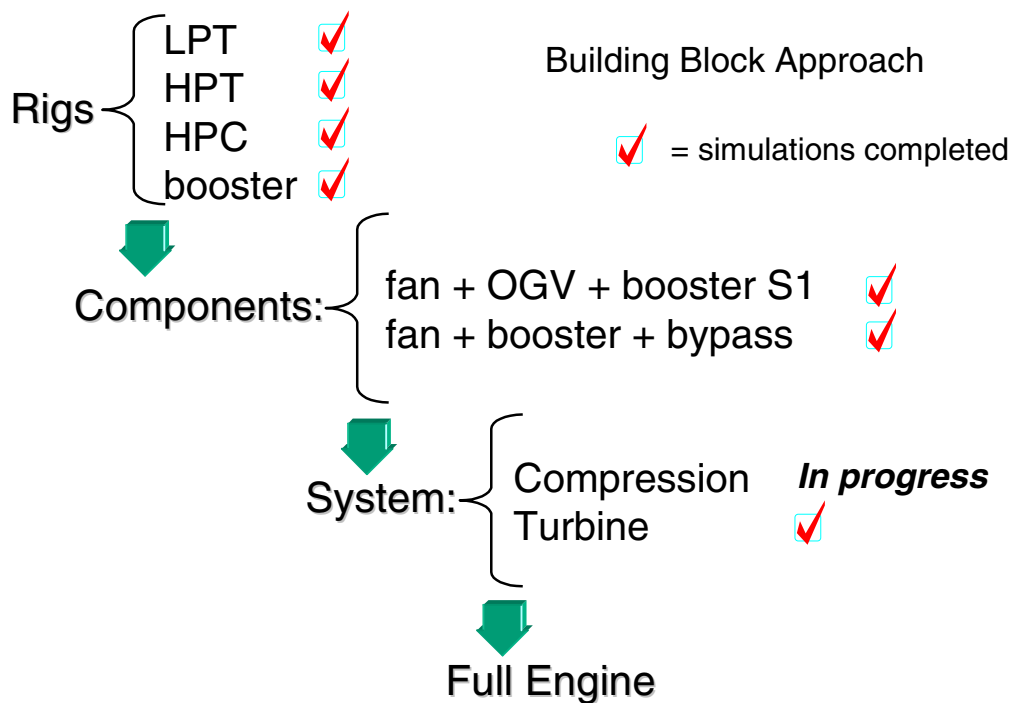 Building Block Approach
= simulations completed
Rigs
LPT
HPT
HPC
booster
Components:
fan + OGV + booster S1
fan + booster + bypass
System:
Compression In progress
Turbine
Full Engine